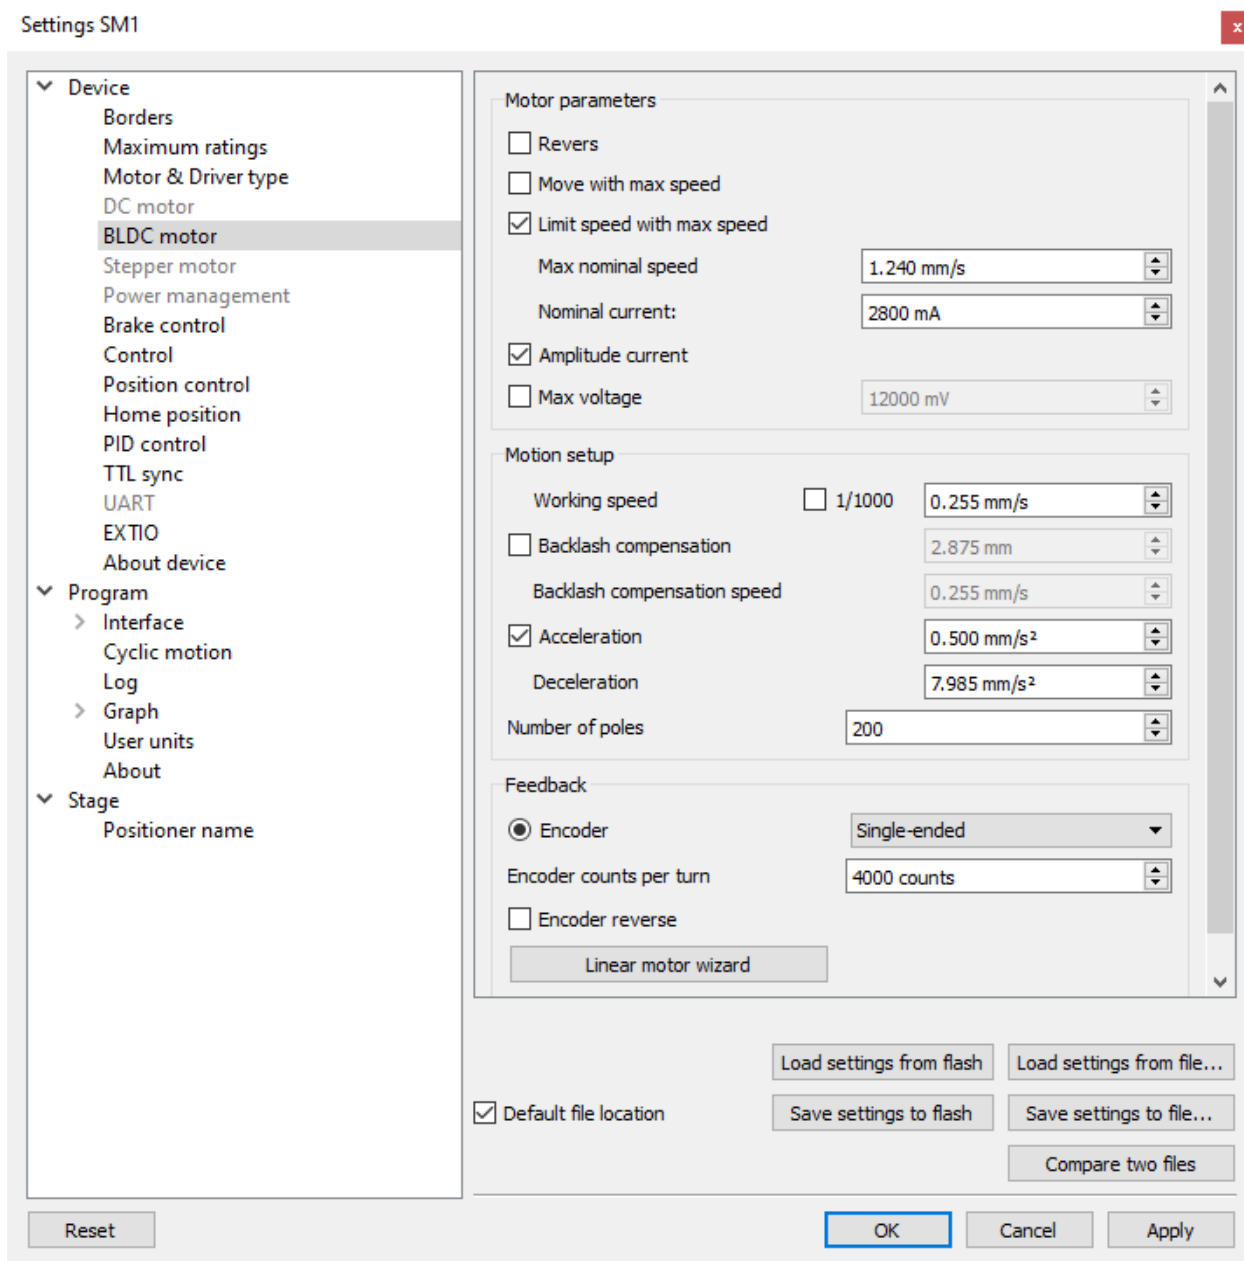 Settings SM1
x
Device
Borders
Maximum ratings
Motor & Driver type
DC motor
BLDC motor
Stepper motor
Power management
Brake control
Control
Position control
Home position
PID control
TTL sync
UART
EXTIO
About device
Program
Interface
Cyclic motion
Log
Graph
User units
About
Stage
Positioner name
Motor parameters
Revers
Move with max speed
Limit speed with max speed
Max nominal speed 1.240 mm/s
Nominal current: 2800 mA
Amplitude current
Max voltage 12000 mV
Motion setup
Working speed 1/1000 0.255 mm/s
Backlash compensation 2.875 mm
Backlash compensation speed 0.255 mm/s
Acceleration 0.500 mm/s²
Deceleration 7.985 mm/s²
Number of poles 200
Feedback
Encoder Single-ended
Encoder counts per turn 4000 counts
Encoder reverse
Linear motor wizard
Load settings from flash Load settings from file...
Default file location Save settings to flash Save settings to file...
Compare two files
Reset OK Cancel Apply